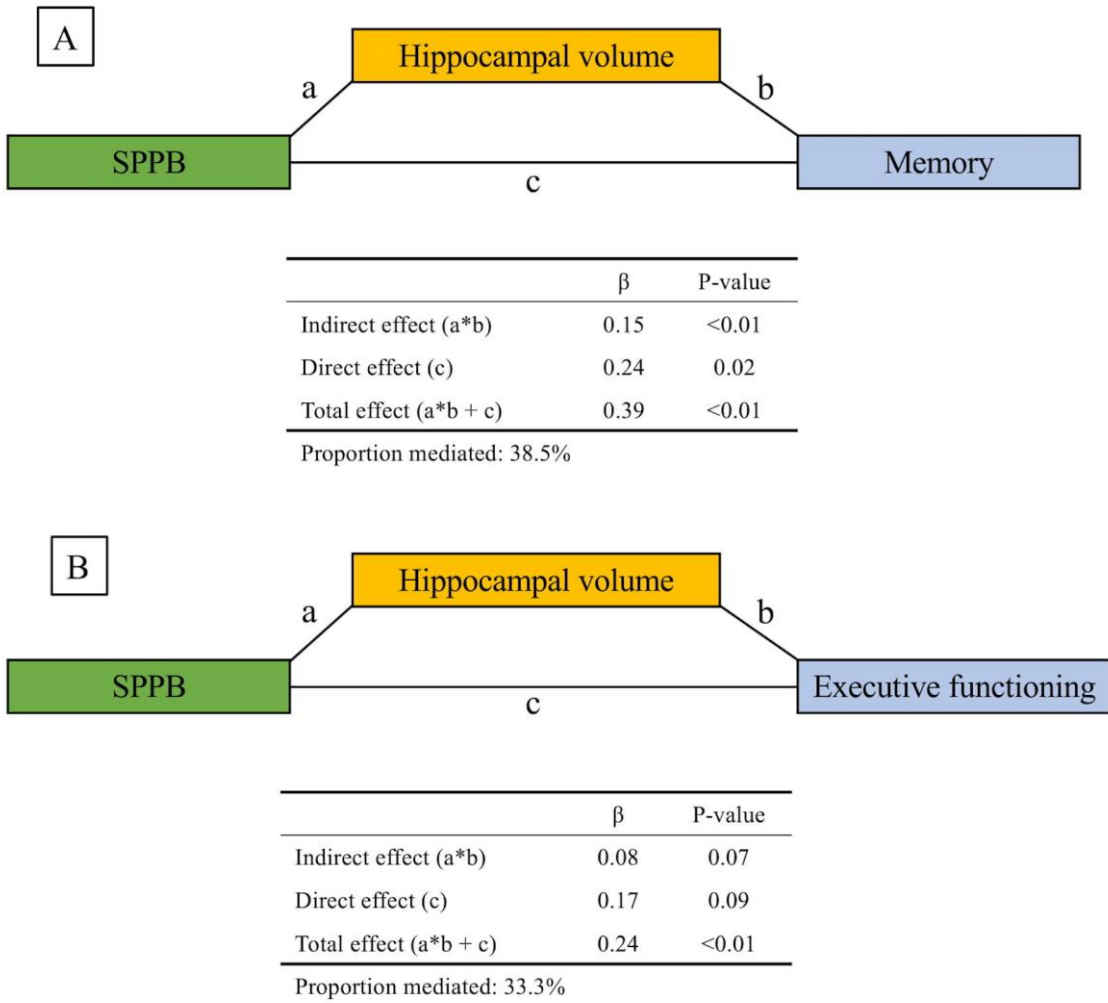 A
Hippocampal volume
a
b
SPPB
Memory
c
β P-value
Indirect effect (a*b) 0.15 <0.01
Direct effect (c) 0.24 0.02
Total effect (a*b + c) 0.39 <0.01
Proportion mediated: 38.5%
B
Hippocampal volume
a
b
SPPB
Executive functioning
c
β P-value
Indirect effect (a*b) 0.08 0.07
Direct effect (c) 0.17 0.09
Total effect (a*b + c) 0.24 <0.01
Proportion mediated: 33.3%